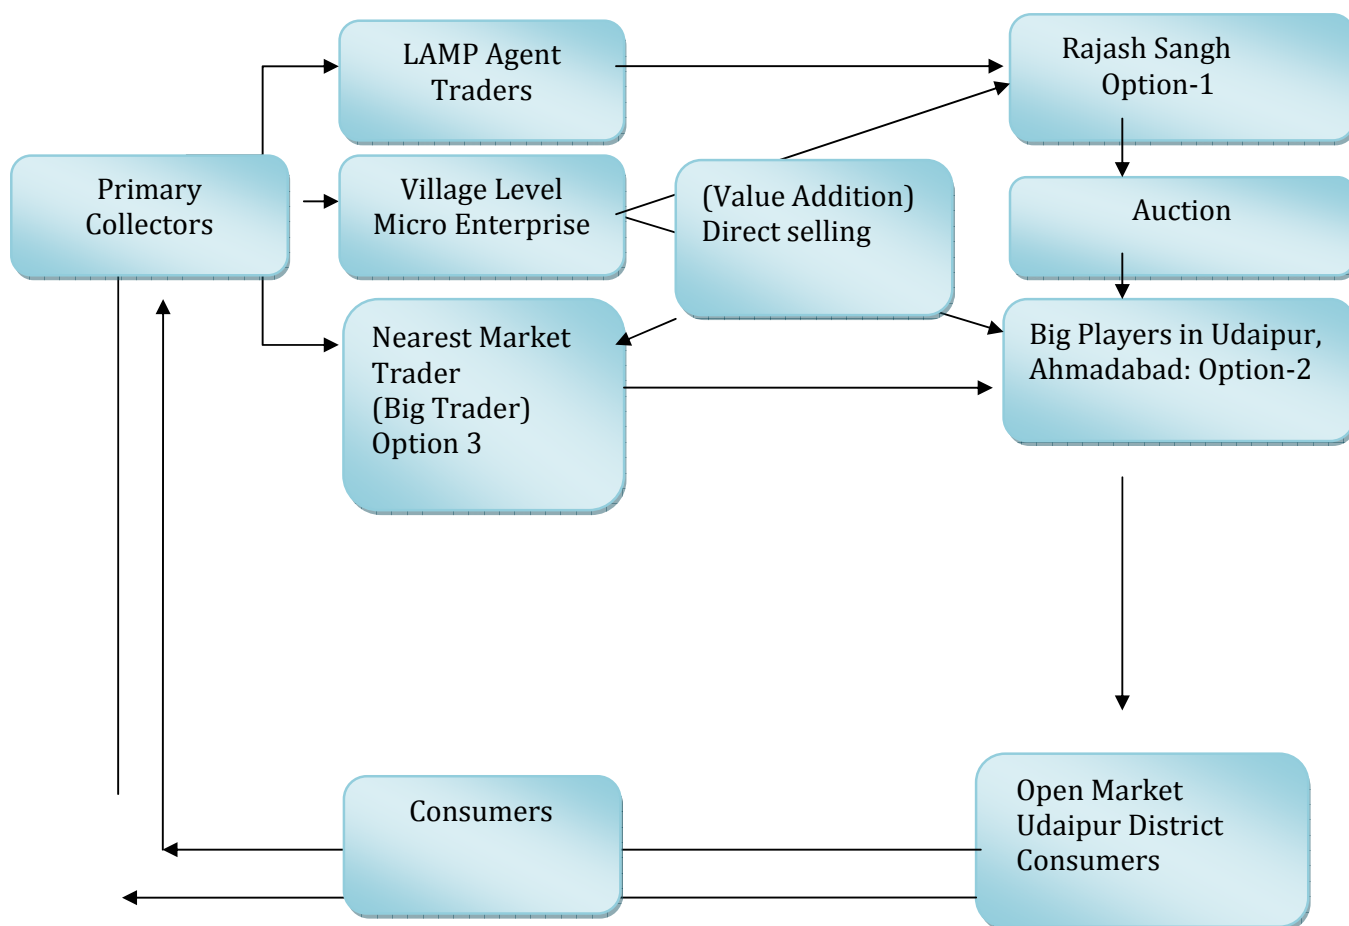 LAMP Agent
Traders
Rajash Sangh
Option-1
Primary
Collectors
Village Level
Micro Enterprise
(Value Addition)
Direct selling
Auction
Nearest Market
Trader
(Big Trader)
Option 3
Big Players in Udaipur,
Ahmadabad: Option-2
Consumers
Open Market
Udaipur District
Consumers